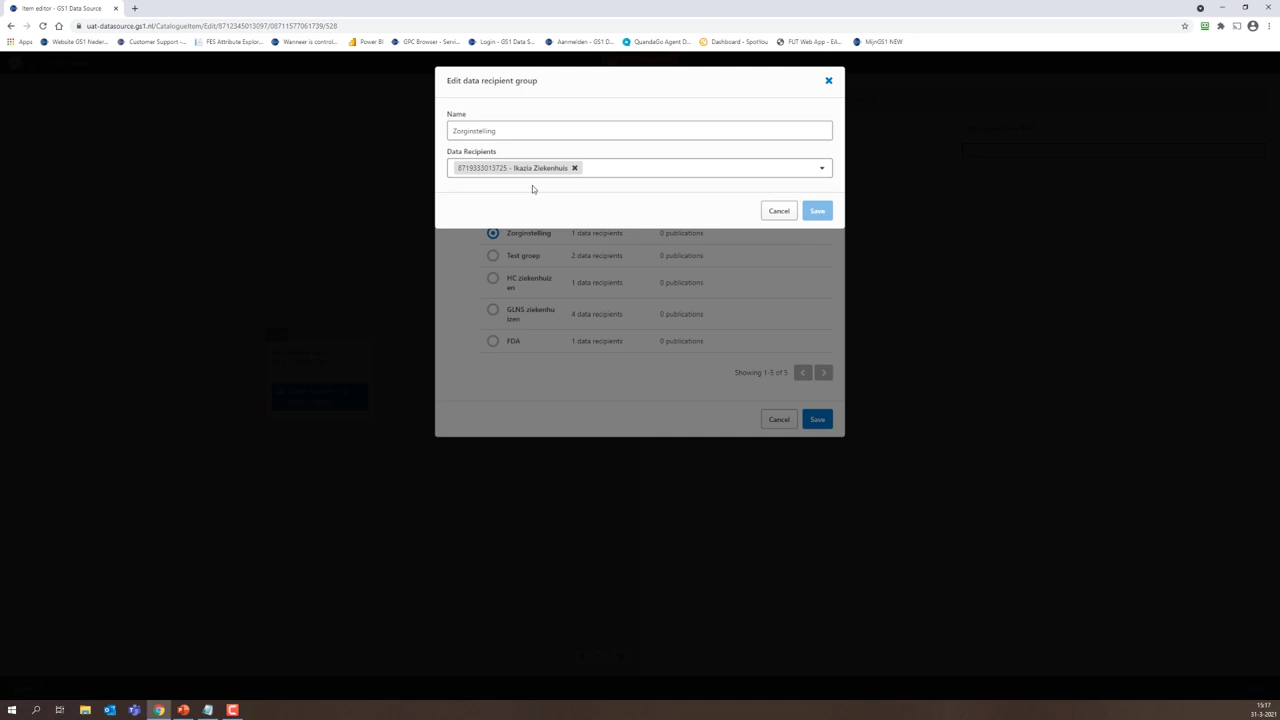 Item editor - GS1 Data Source
uat-datasource.gs1.nl/CatalogueItem/Edit/8712345013097/08711577061739/528
Apps Website GS1 Neder... Customer Support -... FES Attribute Explor... Wanneer is control... Power BI GPC Browser - Servi... Login - GS1 Data S... Aanmelden - GS1 D... QuandaGo Agent D... Dashboard - SpotYou FUT Web App - EA... MijnGS1 NEW
Edit data recipient group
Name
Zorginstelling
Data Recipients
8719333013725 - Ikazia Ziekenhuis
Cancel Save
Zorginstelling 1 data recipients 0 publications
Test groep 2 data recipients 0 publications
HC ziekenhuiz
en 1 data recipients 0 publications
GLNS ziekenhu
izen 4 data recipients 0 publications
FDA 1 data recipients 0 publications
Showing 1-5 of 5
Cancel Save
15:17
31-3-2021